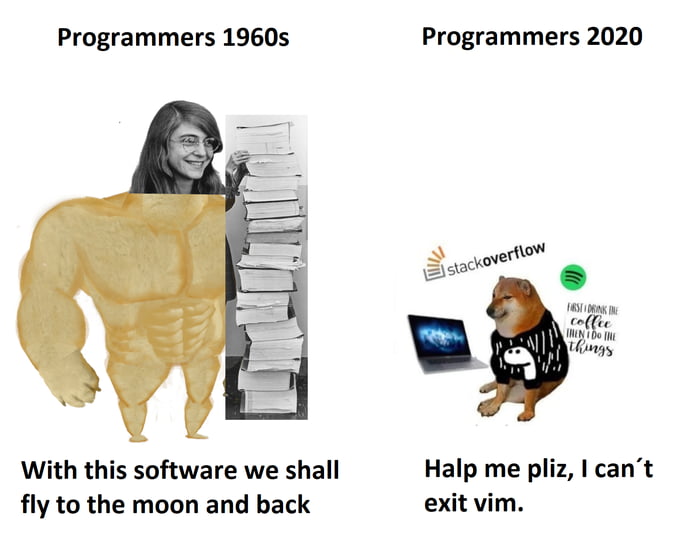 Programmers 1960s
Programmers 2020
stackoverflow
FIRST I DRINK THE
coffee
THEN I DO THE
things
With this software we shall
fly to the moon and back
Halp me pliz, I can´t
exit vim.